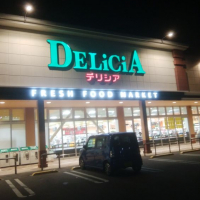 DELiCiA
デリシア
FRESH FOOD MARKET